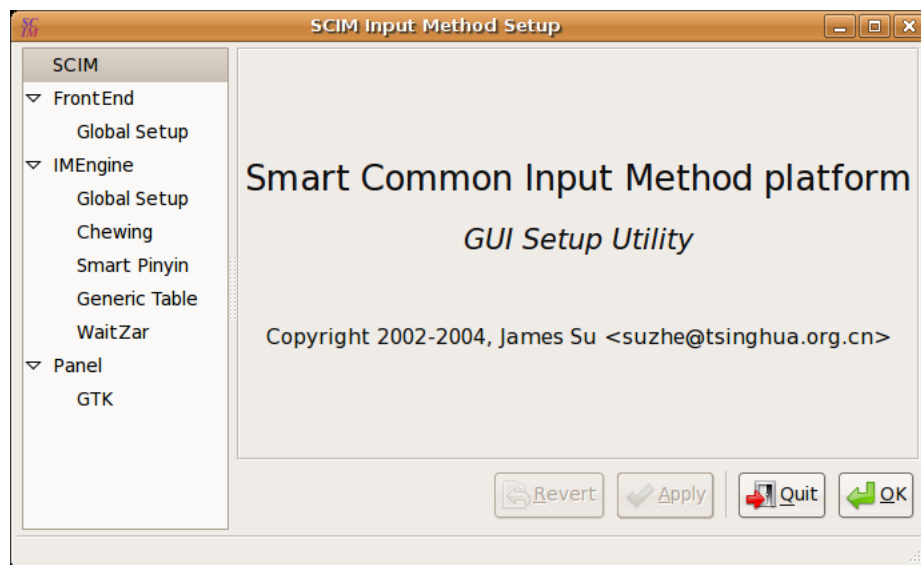 SCIM
SCIM Input Method Setup
SCIM
FrontEnd
Global Setup
IMEngine
Global Setup
Chewing
Smart Pinyin
Generic Table
WaitZar
Panel
GTK
Smart Common Input Method platform
GUI Setup Utility
Copyright 2002-2004, James Su <suzhe@tsinghua.org.cn>
Revert
Apply
Quit
OK